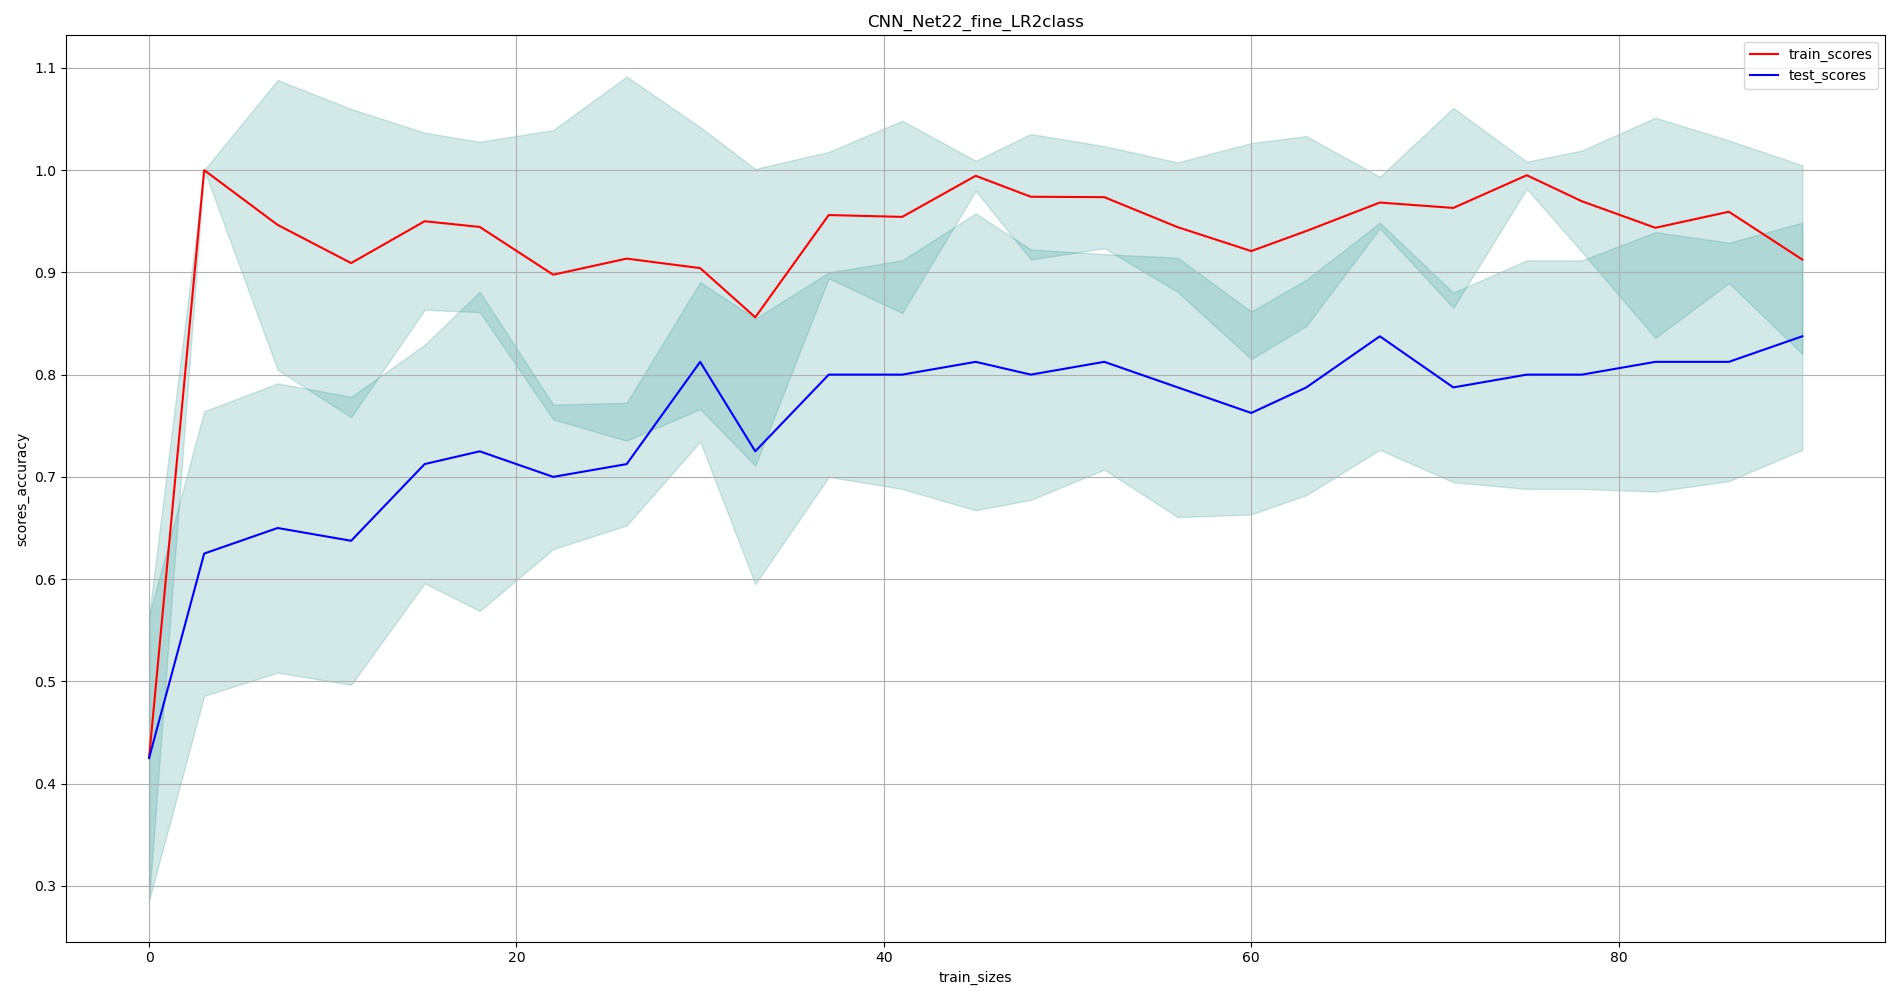 CNN_Net22_fine_LR2class
train_scores
test_scores
1.1
1.0
0.9
0.8
0.7
0.6
0.5
0.4
0.3
scores_accuracy
0 20 40 60 80
train_sizes